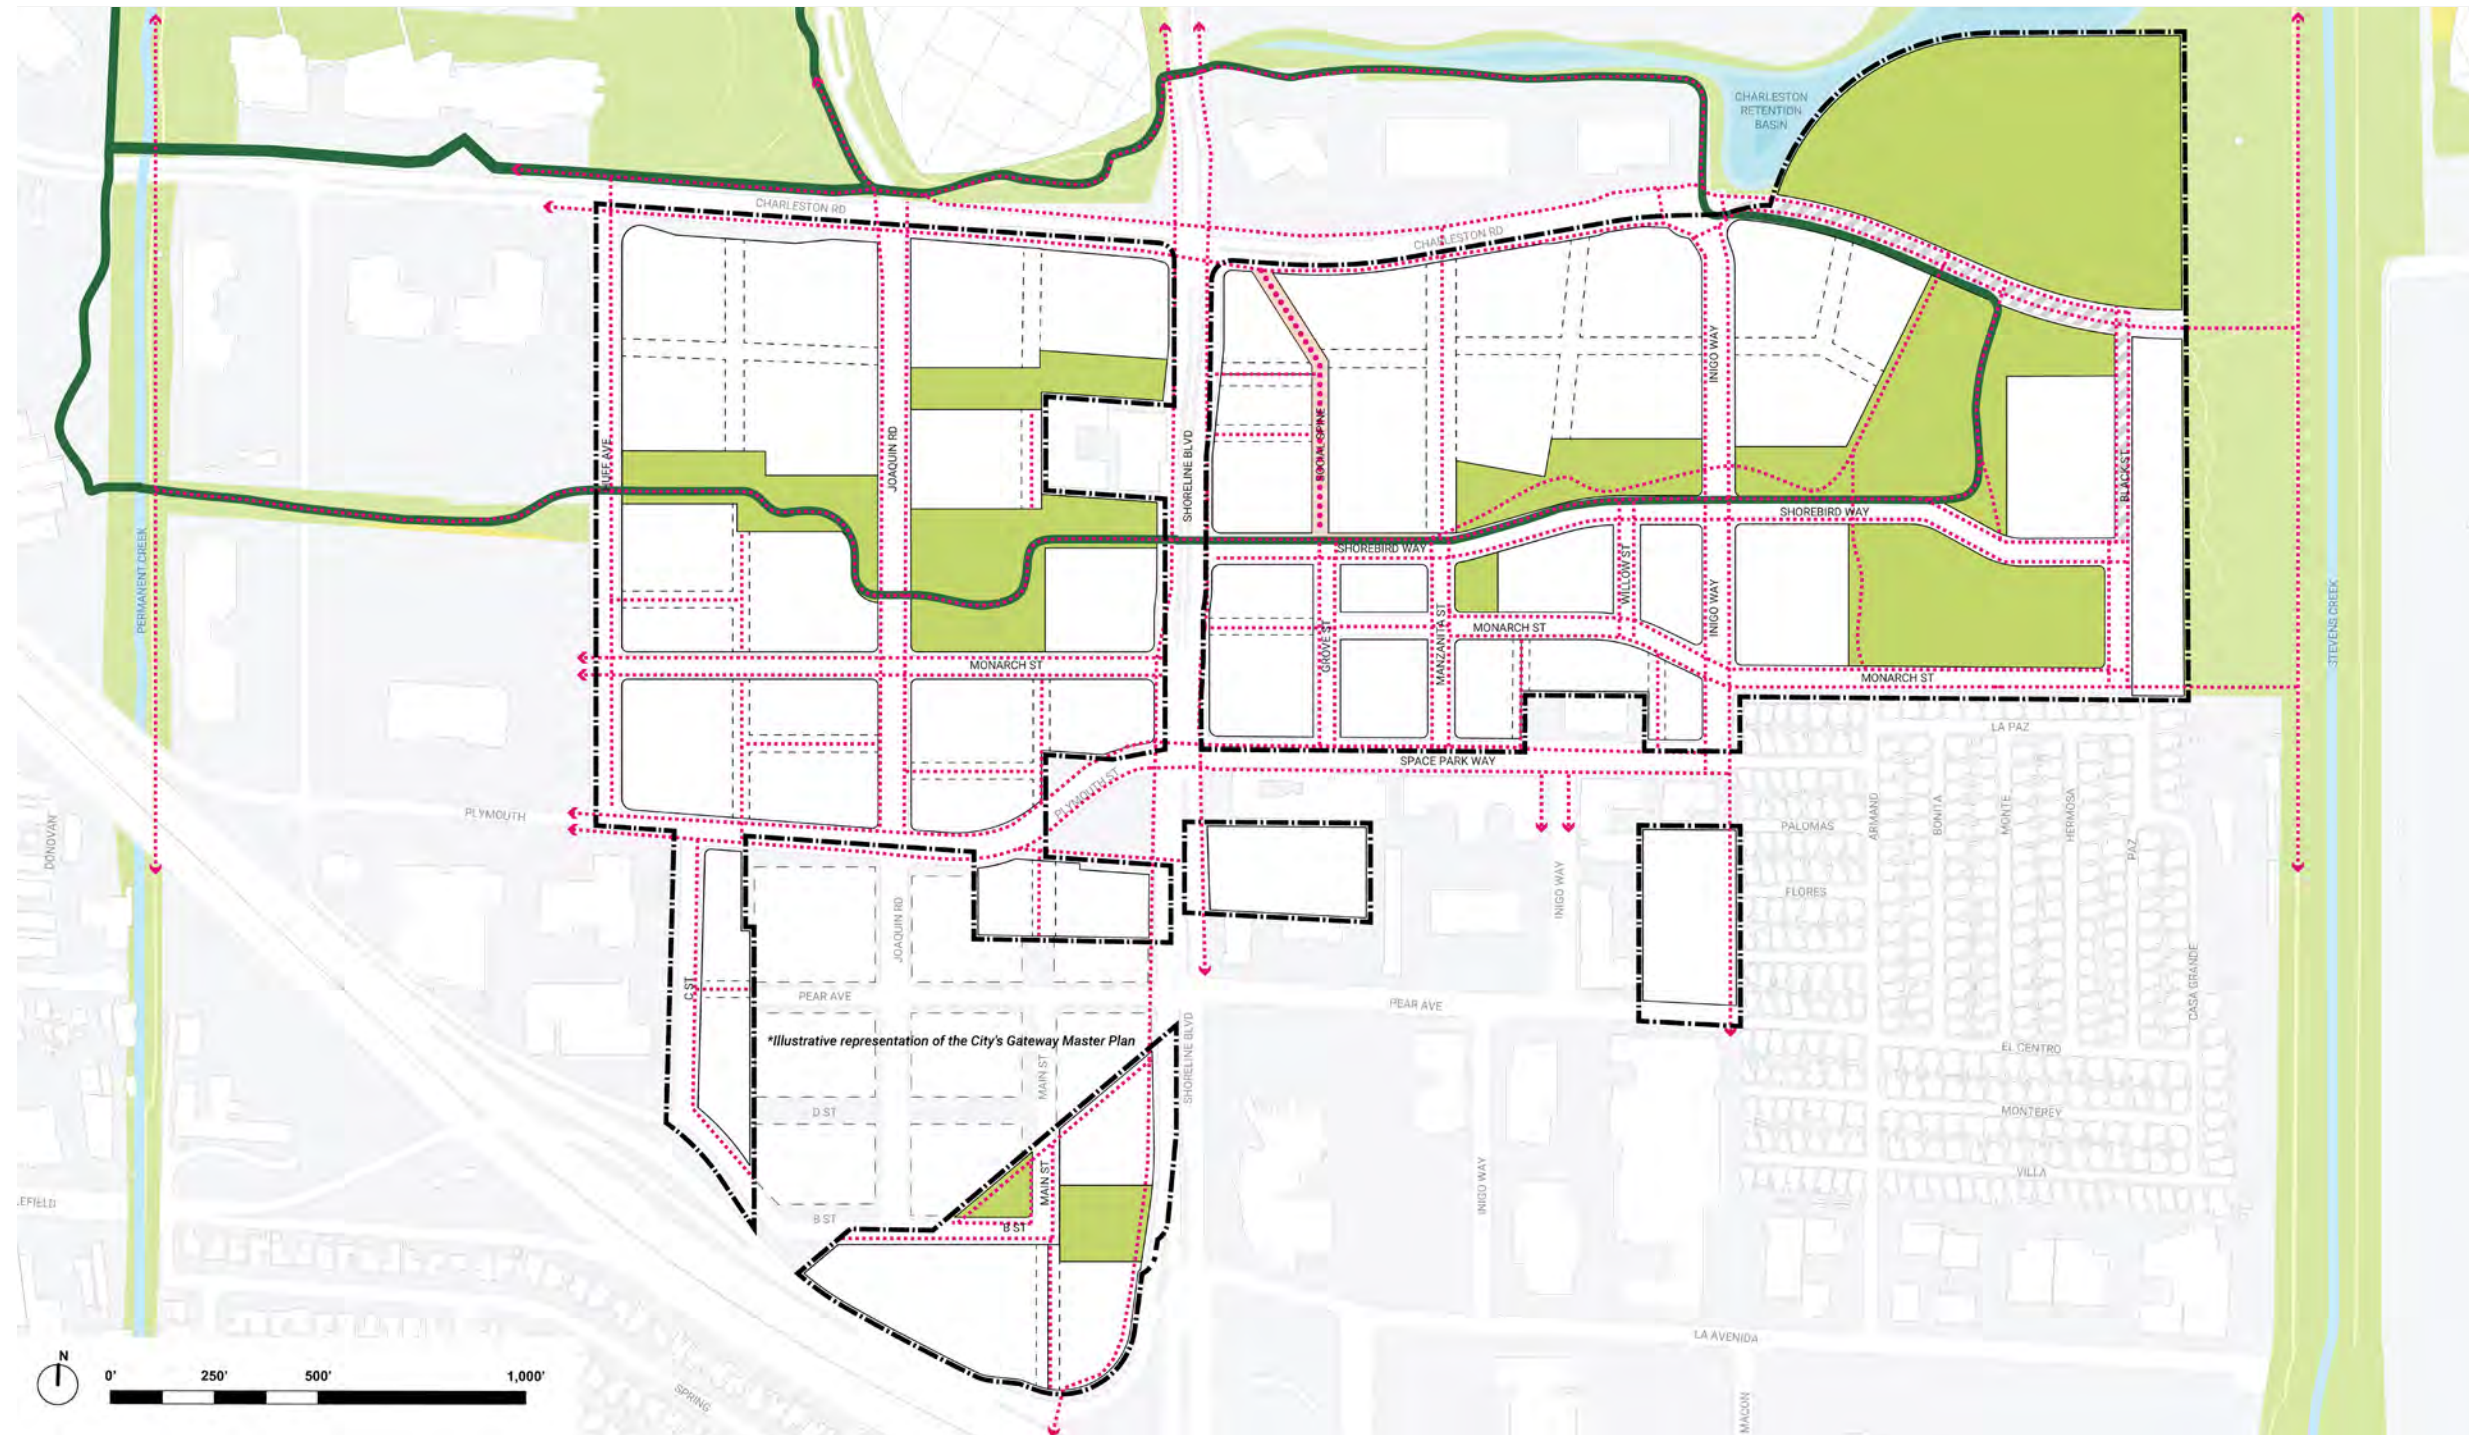 CHARLESTON
RETENTION
BASIN
CHARLESTON RD
CHARLESTON RD
HUFF AVE
JOAQUIN RD
SHORELINE BLVD
SOCIAL SPINE
INIGO WAY
BLACK ST
SHOREBIRD WAY
SHOREBIRD WAY
PERMANENT CREEK
STEVENS CREEK
WILLOW ST
INIGO WAY
MONARCH ST
GROVE ST
MANZANITA ST
MONARCH ST
MONARCH ST
LA PAZ
SPACE PARK WAY
PLYMOUTH ST
PLYMOUTH
DONOVAN
PALOMAS
ARMAND
BONITA
MONTE
HERMOSA
PAZ
FLORES
INIGO WAY
JOAQUIN RD
C ST
PEAR AVE
PEAR AVE
CASA GRANDE
*Illustrative representation of the City's Gateway Master Plan
EL CENTRO
MAIN ST
SHORELINE BLVD
D ST
MONTEREY
MAIN ST
INIGO WAY
VILLA
LEFIELD
B ST
B ST
LA AVENIDA
N
0' 250' 500' 1,000'
SPRING
MACON